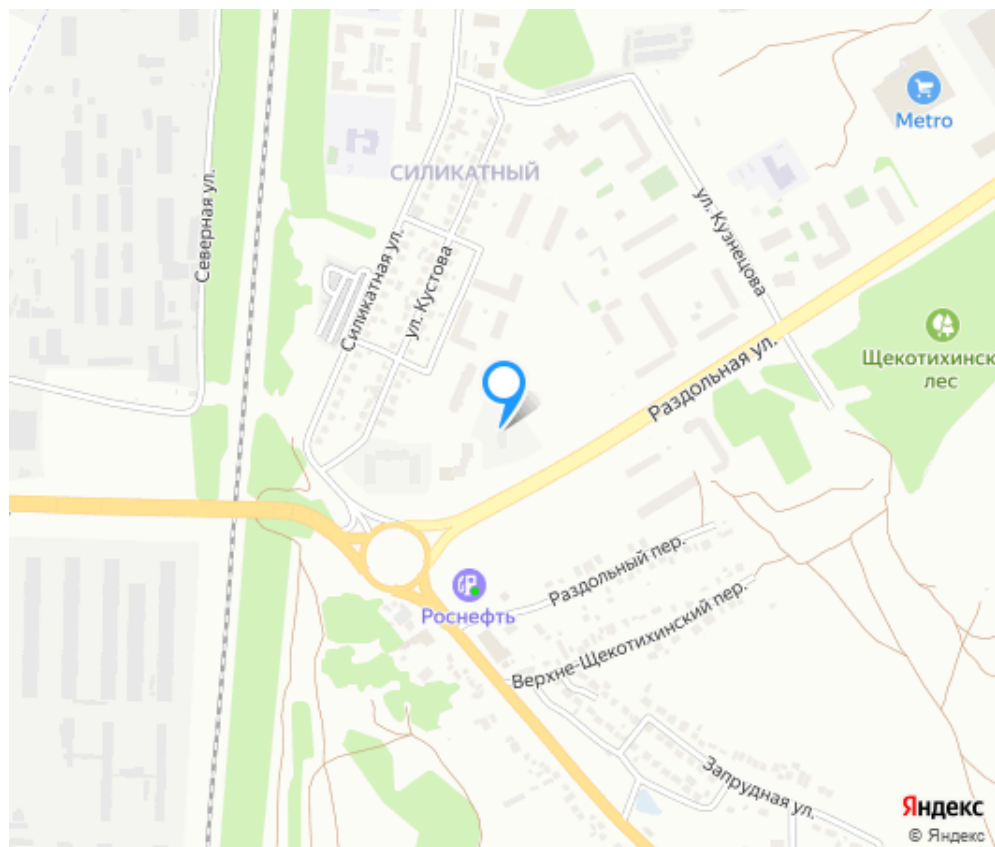 Metro
СИЛИКАТНЫЙ
Северная ул.
Силикатная ул.
ул. Кустова
ул. Кузнецова
Щекотихинск
лес
Раздольная ул.
Роснефть
Раздольный пер.
Верхне-Щекотихинский пер.
Запрудная ул.
Яндекс
© Яндекс